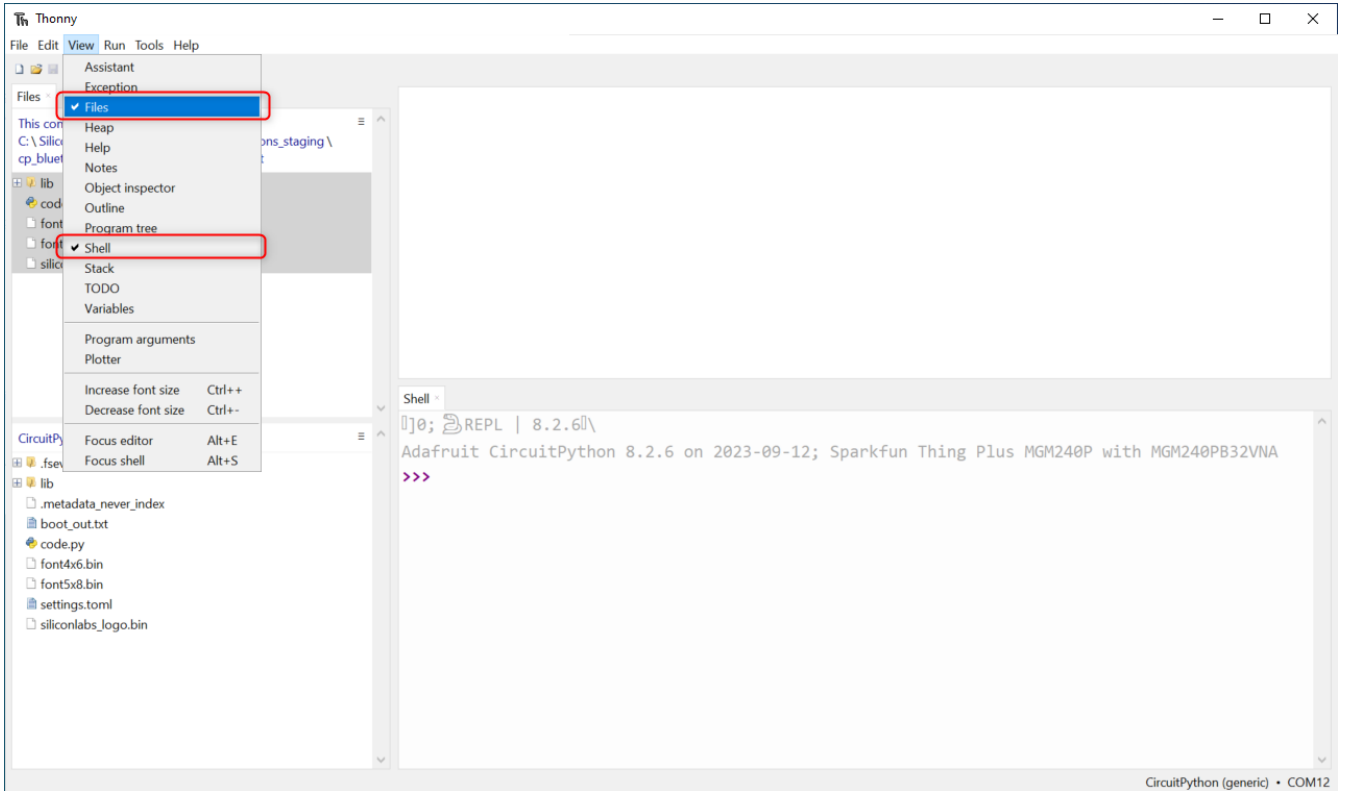 Thonny
File Edit View Run Tools Help
Assistant
Exception
Files
Heap
Help
Notes
Object inspector
Outline
Program tree
Shell
Stack
TODO
Variables
Program arguments
Plotter
Increase font size Ctrl++
Decrease font size Ctrl+-
Focus editor Alt+E
Focus shell Alt+S
Files
This
C:\ ons_staging \
lib
CircuitPy
lib
.metadata_never_index
boot_out.txt
code.py
font4x6.bin
font5x8.bin
settings.toml
siliconlabs_logo.bin
Shell
]0; REPL | 8.2.6 \
Adafruit CircuitPython 8.2.6 on 2023-09-12; Sparkfun Thing Plus MGM240P with MGM240PB32VNA
>>>
CircuitPython (generic) • COM12